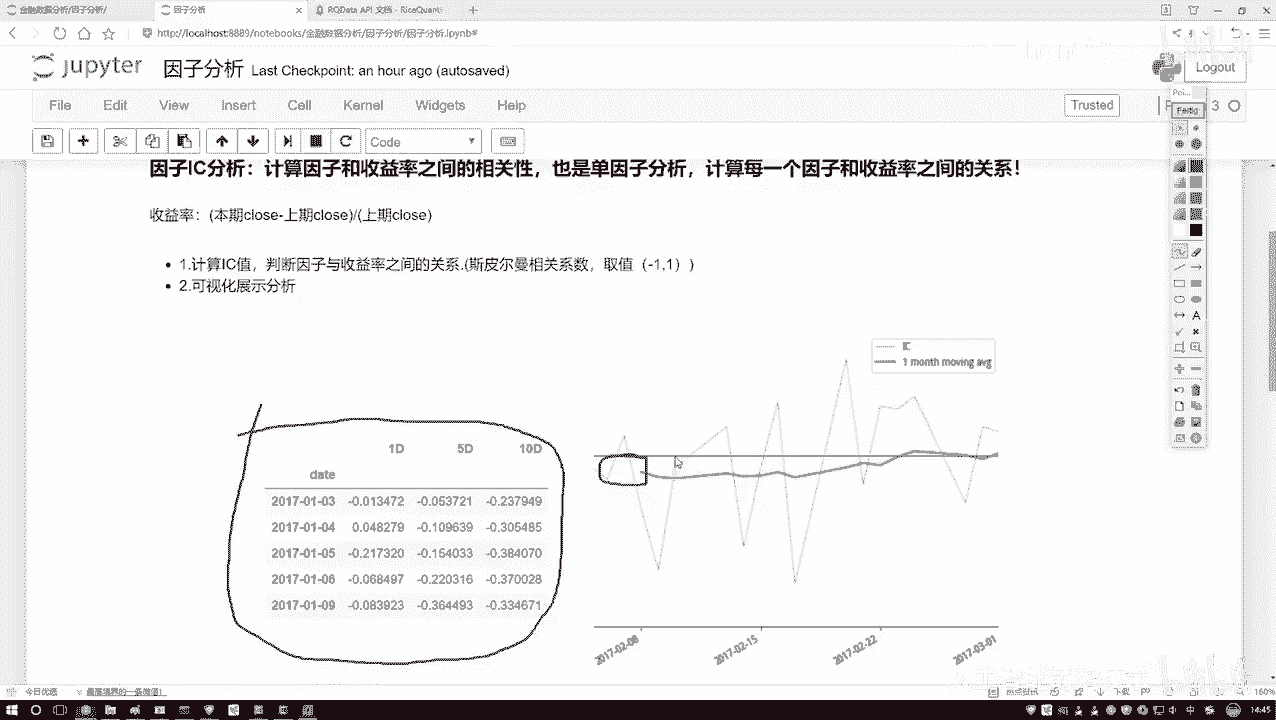 金融数据分析/因子分析/
因子分析
RQData API 文档 - RiceQuant
http://localhost:8889/notebooks/金融数据分析/因子分析/因子分析.ipynb#
jupyter 因子分析 Last Checkpoint: an hour ago (autosaved)
Logout
File Edit View Insert Cell Kernel Widgets Help
Trusted
3
Fertig
Code
因子IC分析：计算因子和收益率之间的相关性，也是单因子分析，计算每一个因子和收益率之间的关系！
收益率：(本期close-上期close)/(上期close)
1.计算IC值，判断因子与收益率之间的关系.(斯皮尔曼相关系数，取值（-1,1）)
2.可视化展示分析
IC
1 month moving avg
1D 5D 10D
date
2017-01-03 -0.013472 -0.053721 -0.237949
2017-01-04 0.048279 -0.109639 -0.305485
2017-01-05 -0.217320 -0.154033 -0.384070
2017-01-06 -0.068497 -0.220316 -0.370028
2017-01-09 -0.083923 -0.364493 -0.334671
2017-02-08
2017-02-15
2017-02-22
2017-03-01
今日优选
下载
160%
14:45